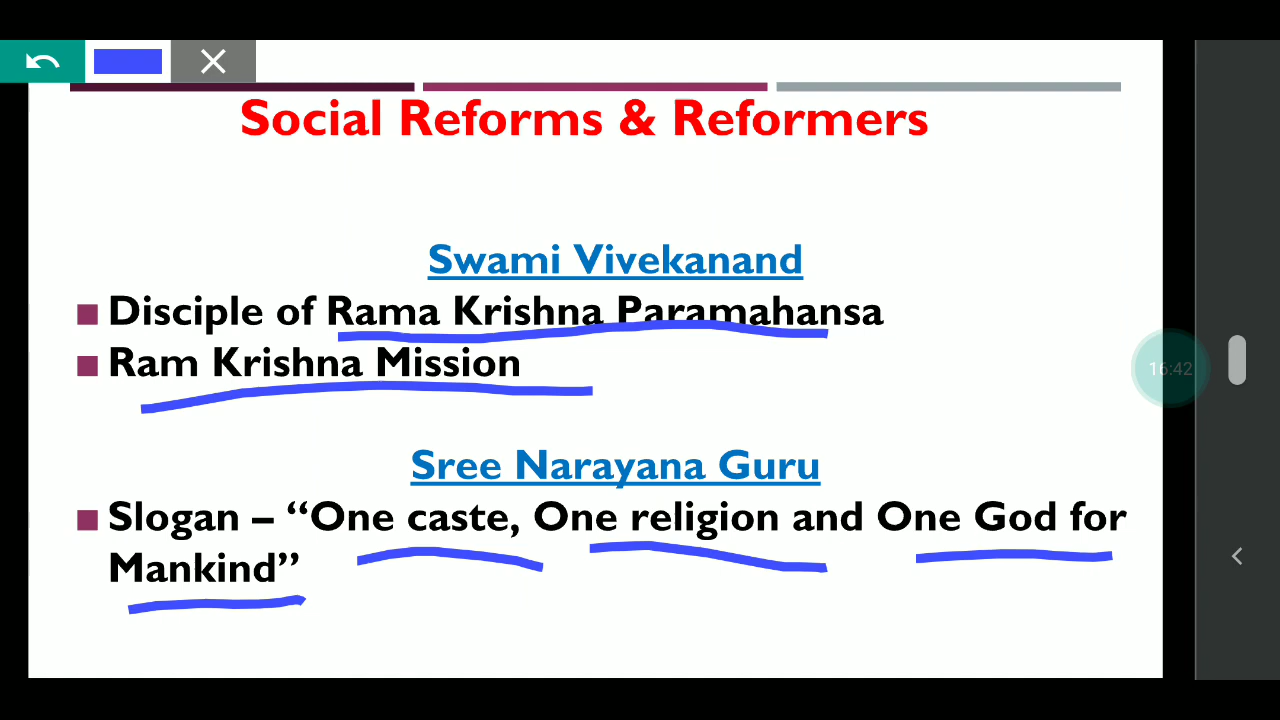 Social Reforms & Reformers
Swami Vivekanand
Disciple of Rama Krishna Paramahansa
Ram Krishna Mission
16:42
Sree Narayana Guru
Slogan – “One caste, One religion and One God for
Mankind”